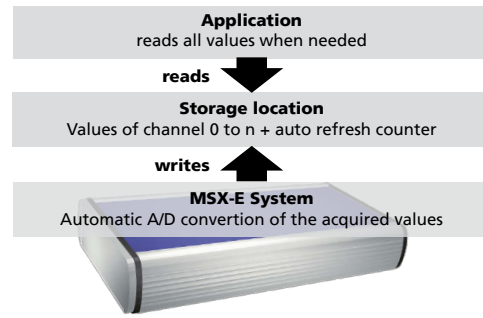 Application
reads all values when needed
reads
Storage location
Values of channel 0 to n + auto refresh counter
writes
MSX-E System
Automatic A/D convertion of the acquired values